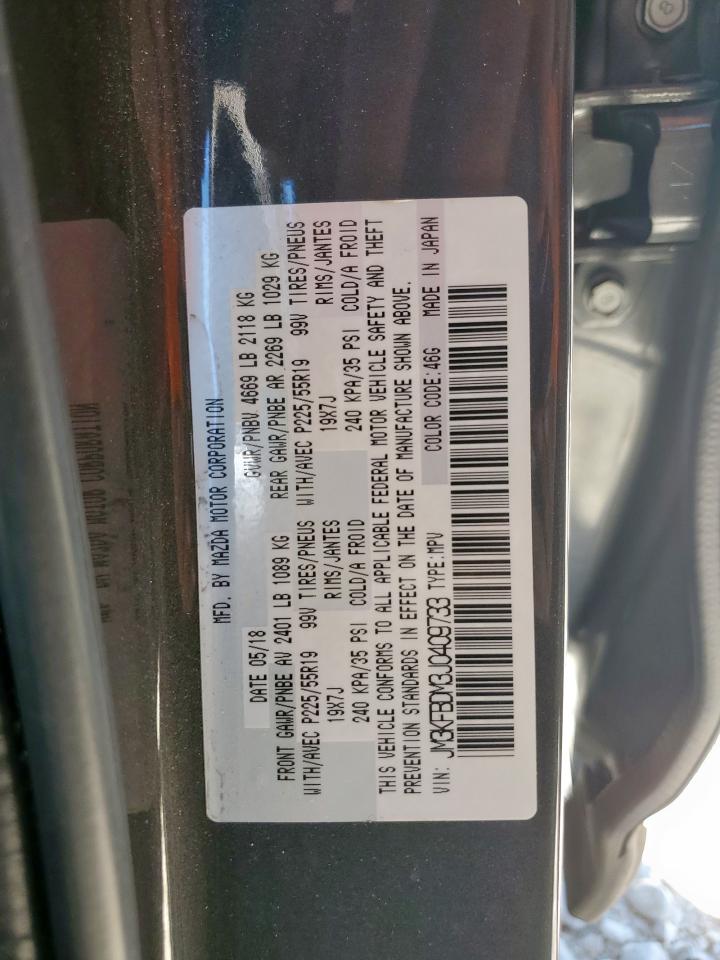 MFD. BY MAZDA MOTOR CORPORATION
DATE 05/18 GVWR/PNBV 4669 LB 2118 KG
FRONT GAWR/PNBE AV 2401 LB 1089 KG REAR GAWR/PNBE AR 2269 LB 1029 KG
WITH/AVEC P225/55R19 99V TIRES/PNEUS WITH/AVEC P225/55R19 99V TIRES/PNEUS
19X7J RIMS/JANTES 19X7J RIMS/JANTES
240 KPA/35 PSI COLD/A FROID 240 KPA/35 PSI COLD/A FROID
THIS VEHICLE CONFORMS TO ALL APPLICABLE FEDERAL MOTOR VEHICLE SAFETY AND THEFT
PREVENTION STANDARDS IN EFFECT ON THE DATE OF MANUFACTURE SHOWN ABOVE.
VIN: JM3KFBDM3J0409733 TYPE:MPV COLOR CODE:46G MADE IN JAPAN